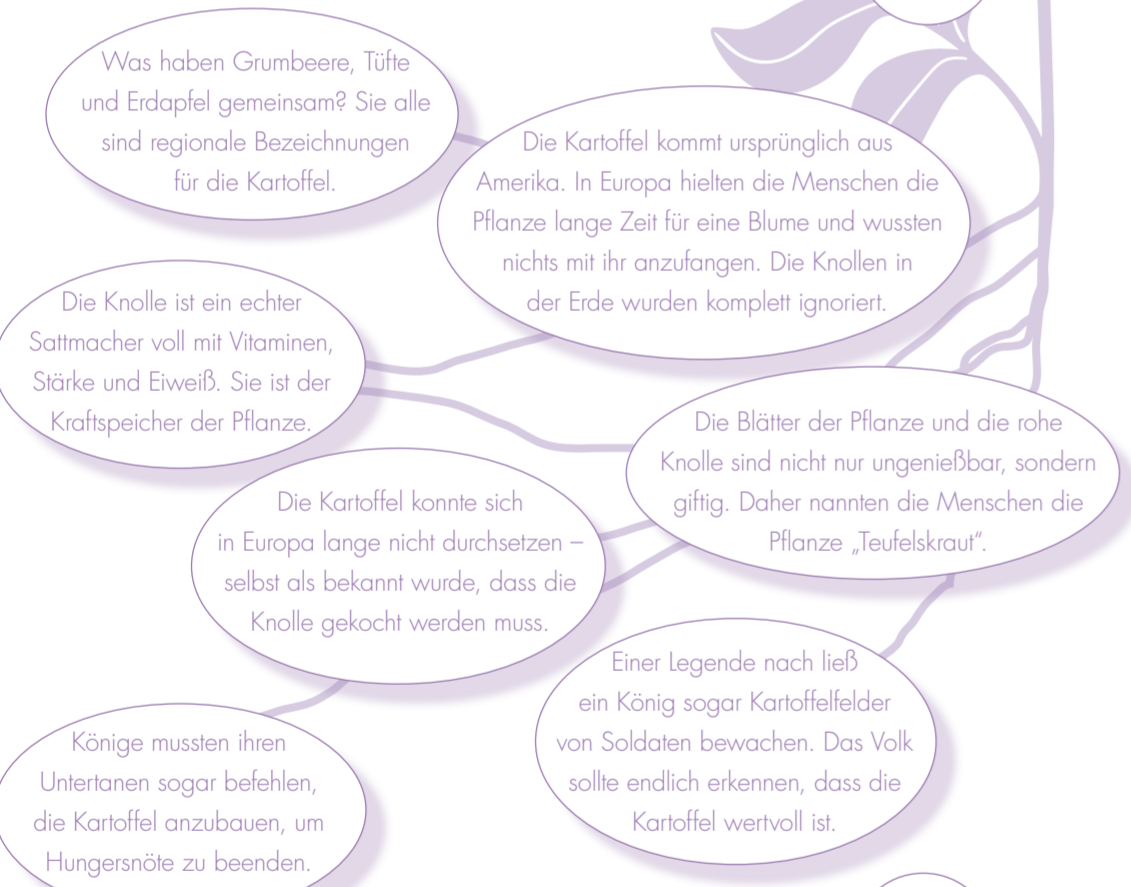 Was haben Grumbeere, Tüfte
und Erdapfel gemeinsam? Sie alle
sind regionale Bezeichnungen
für die Kartoffel.
Die Kartoffel kommt ursprünglich aus
Amerika. In Europa hielten die Menschen die
Pflanze lange Zeit für eine Blume und wussten
nichts mit ihr anzufangen. Die Knollen in
der Erde wurden komplett ignoriert.
Die Knolle ist ein echter
Sattmacher voll mit Vitaminen,
Stärke und Eiweiß. Sie ist der
Kraftspeicher der Pflanze.
Die Blätter der Pflanze und die rohe
Knolle sind nicht nur ungenießbar, sondern
giftig. Daher nannten die Menschen die
Pflanze „Teufelskraut“.
Die Kartoffel konnte sich
in Europa lange nicht durchsetzen –
selbst als bekannt wurde, dass die
Knolle gekocht werden muss.
Einer Legende nach ließ
ein König sogar Kartoffelfelder
von Soldaten bewachen. Das Volk
sollte endlich erkennen, dass die
Kartoffel wertvoll ist.
Könige mussten ihren
Untertanen sogar befehlen,
die Kartoffel anzubauen, um
Hungersnöte zu beenden.